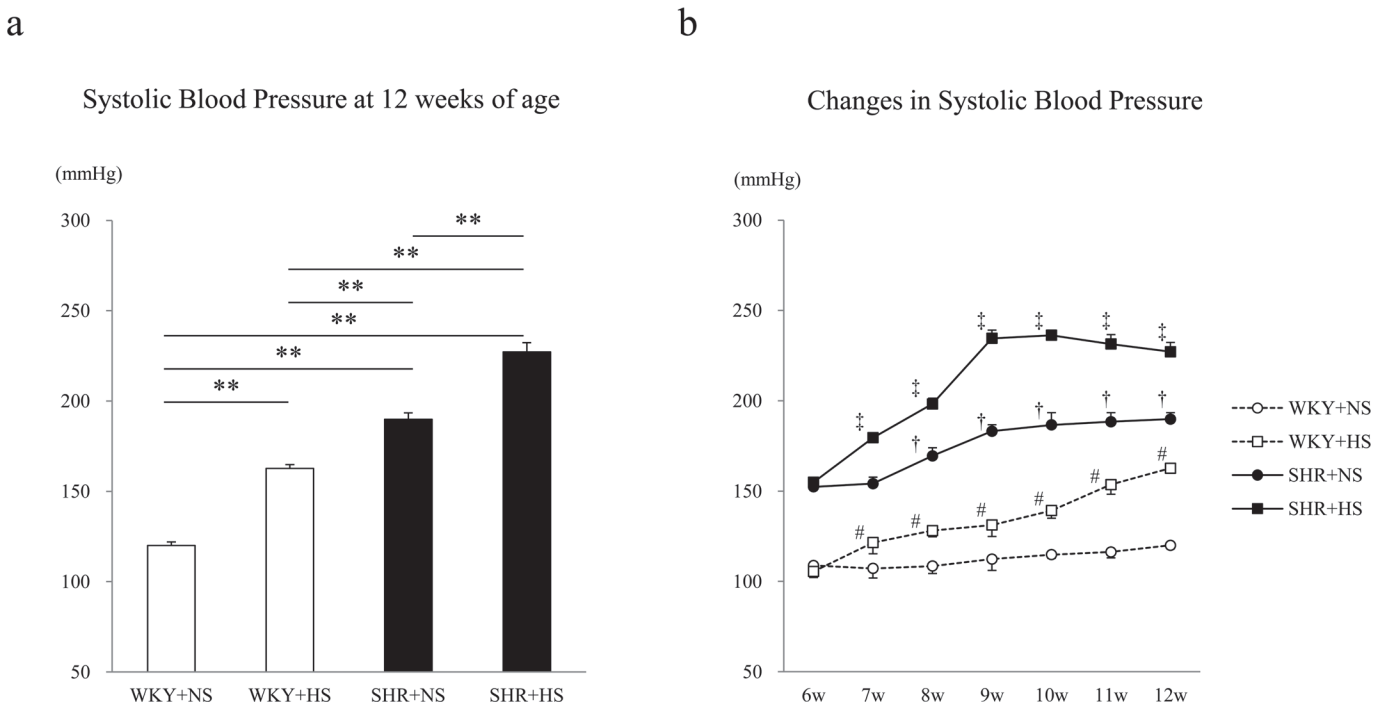 a
Systolic Blood Pressure at 12 weeks of age
(mmHg)
300
250
200
150
100
50
**
**
**
**
**
**
WKY+NS
WKY+HS
SHR+NS
SHR+HS
b
Changes in Systolic Blood Pressure
(mmHg)
300
250
200
150
100
50
‡ ‡ ‡ ‡ ‡ ‡
† † † † †
# # # # # #
6w 7w 8w 9w 10w 11w 12w
WKY+NS
WKY+HS
SHR+NS
SHR+HS